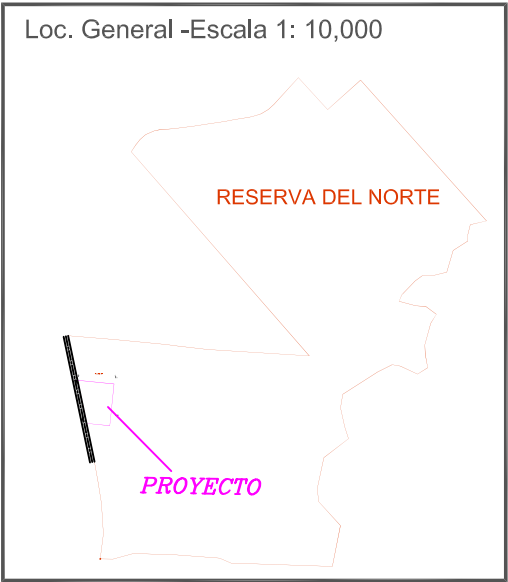 Loc. General -Escala 1: 10,000
RESERVA DEL NORTE
PROYECTO